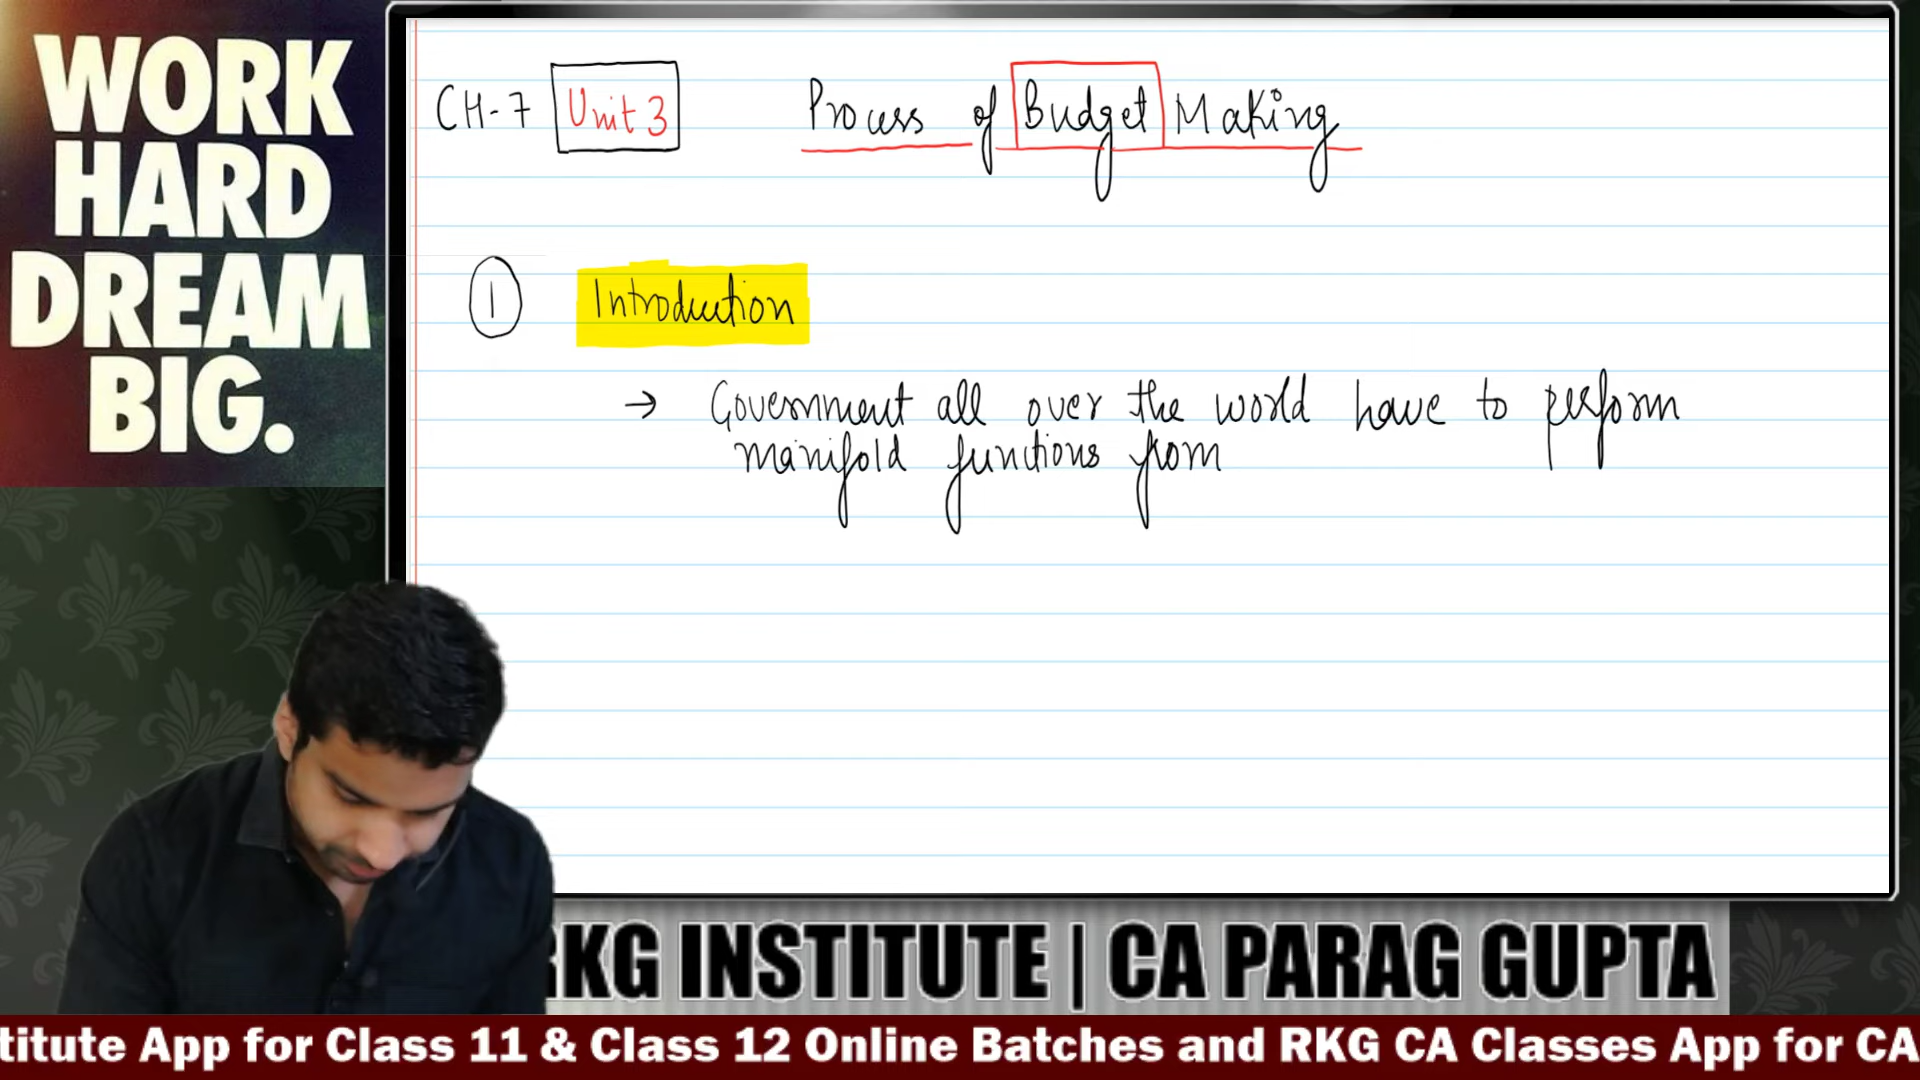 WORK
HARD
DREAM
BIG.
CH-7 Unit 3 Process of Budget Making
1 Introduction
→ Government all over the world have to perform
manifold functions from
RKG INSTITUTE | CA PARAG GUPTA
titute App for Class 11 & Class 12 Online Batches and RKG CA Classes App for CA